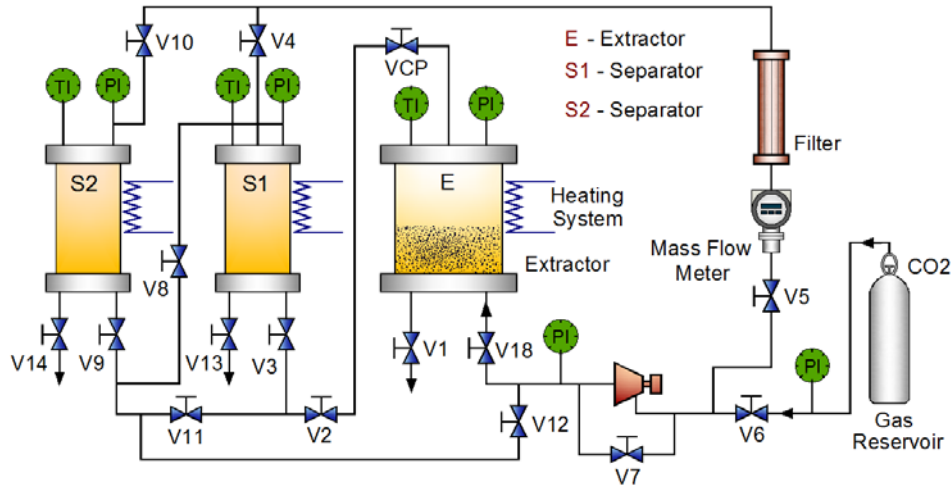 V10
V4
VCP
E - Extractor
S1 - Separator
S2 - Separator
TI
PI
TI
PI
TI
PI
Filter
S2
S1
E
Heating
System
Extractor
Mass Flow
Meter
CO2
V8
V5
V14
V9
V13
V3
V1
V18
PI
PI
V11
V2
V12
V6
V7
Gas
Reservoir